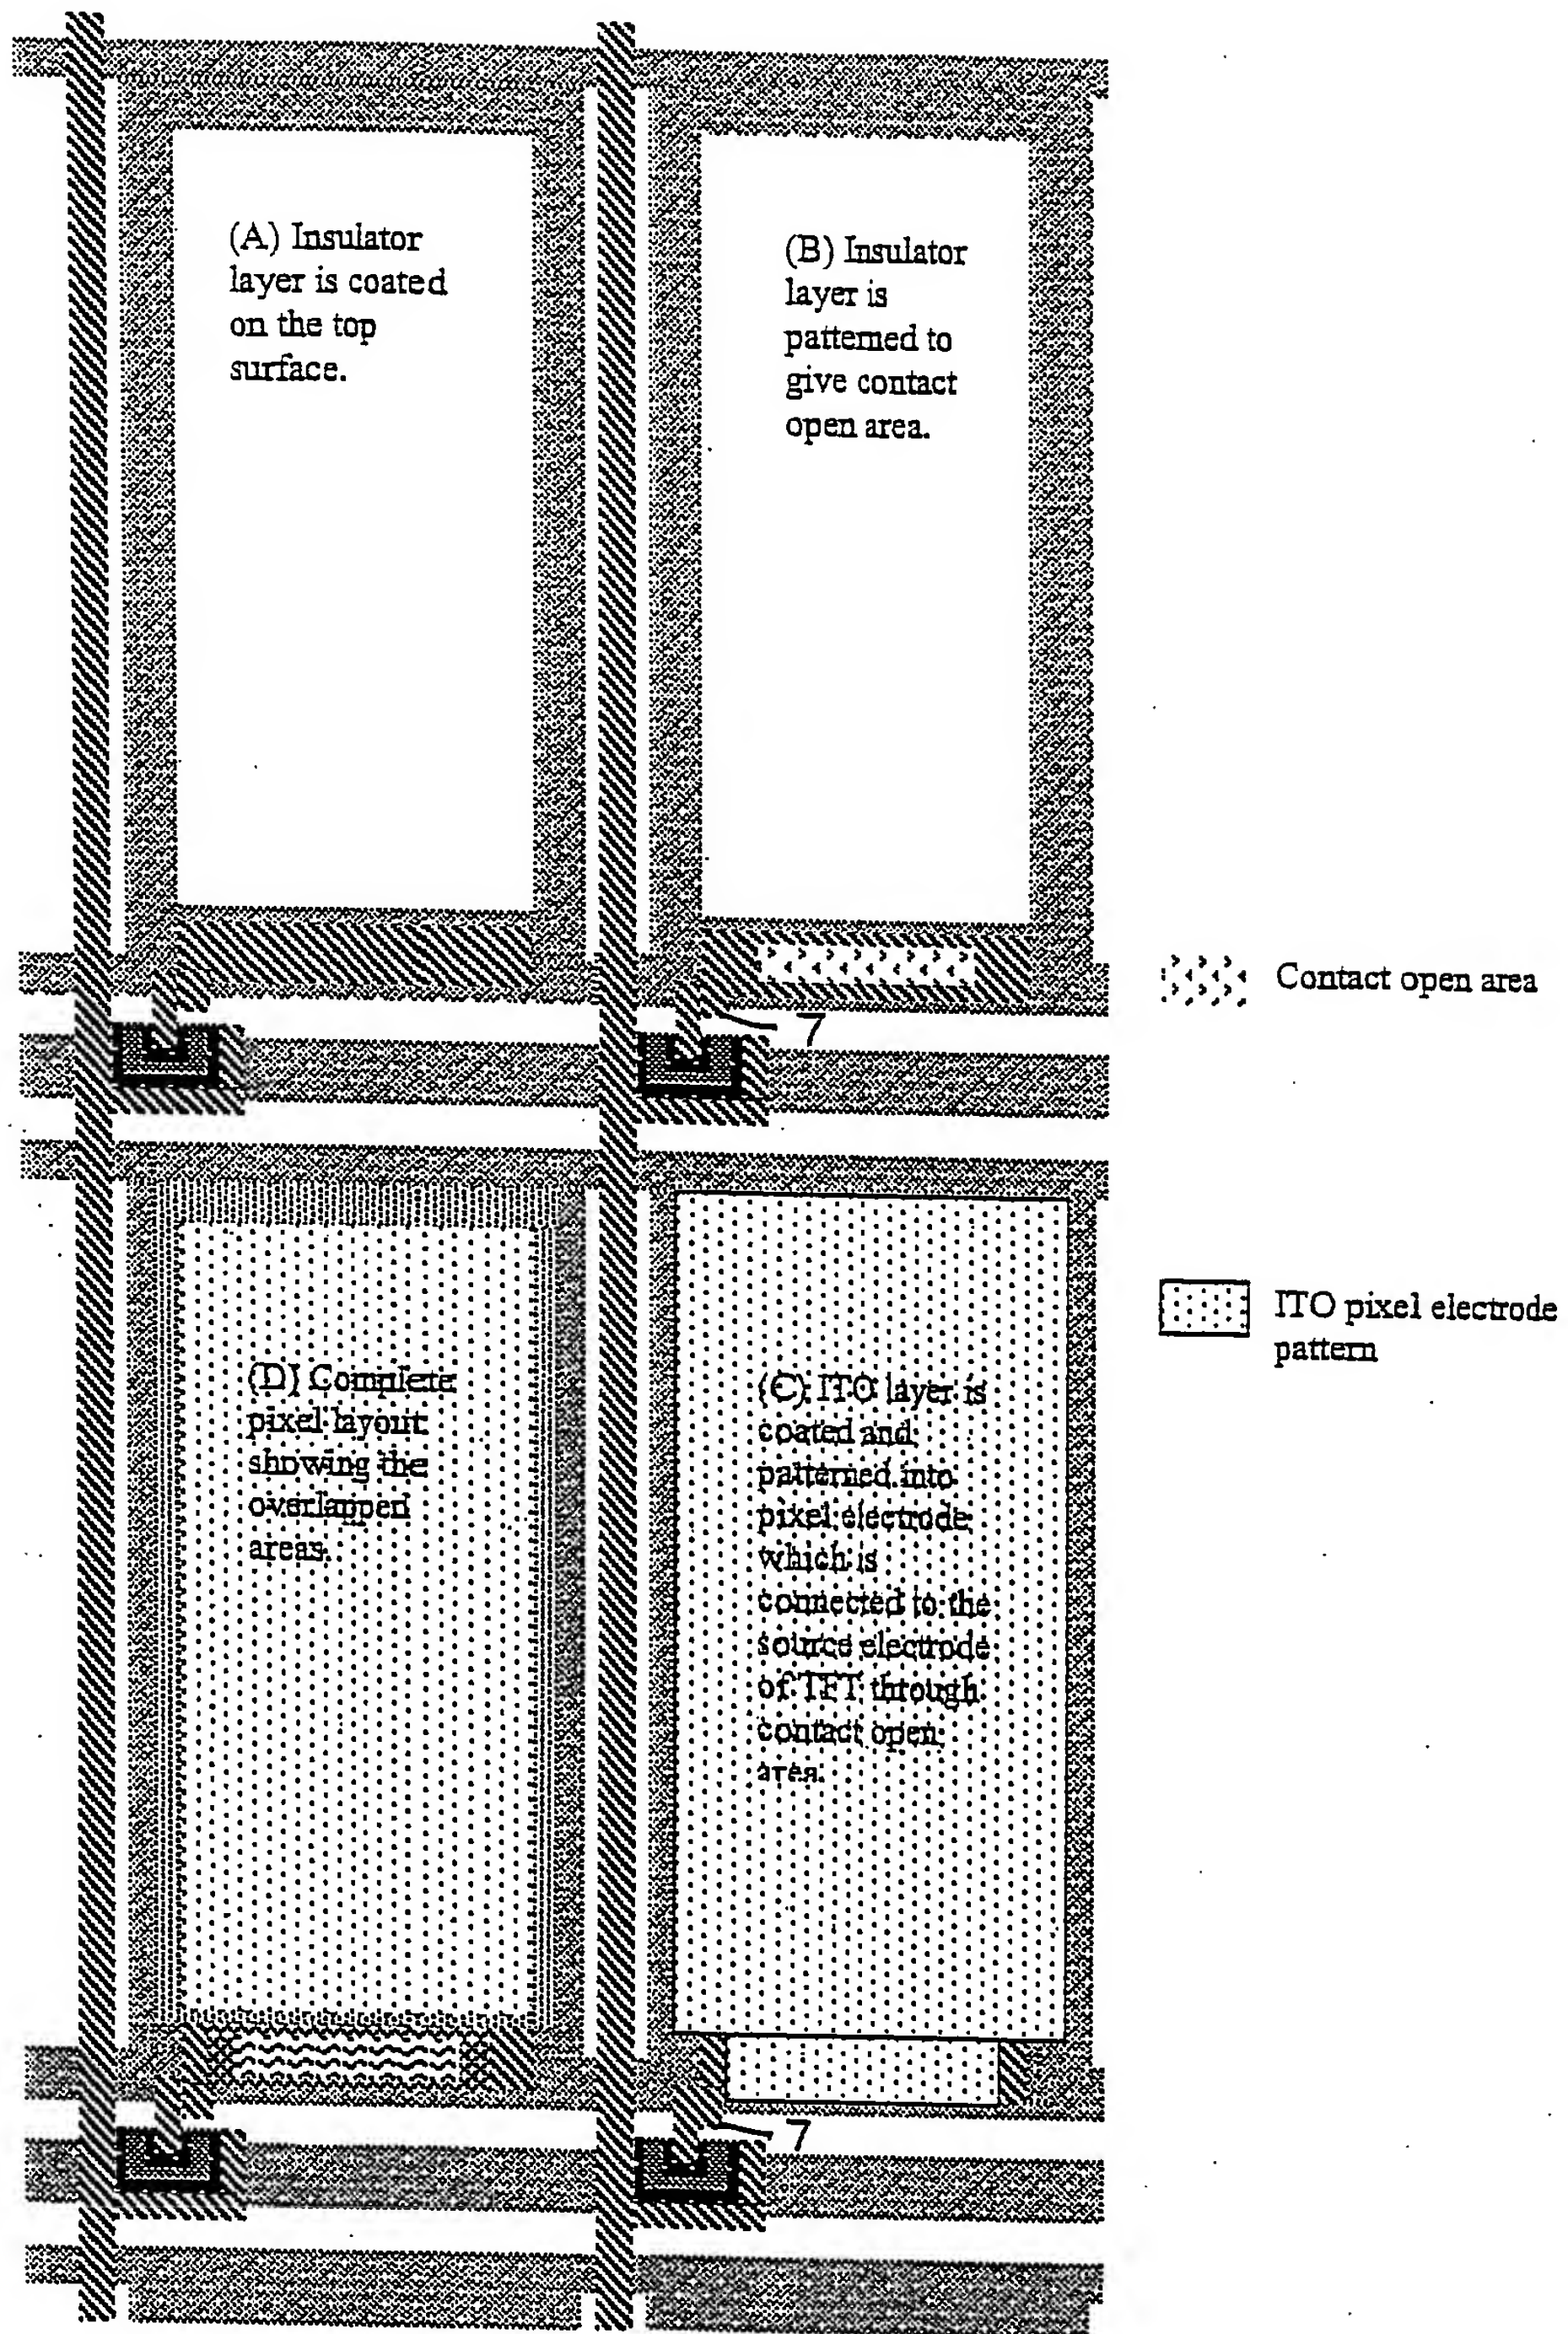 (A) Insulator
layer is coated
on the top
surface.
(B) Insulator
layer is
patterned to
give contact
open area.
Contact open area
7
ITO pixel electrode
pattern
(D) Complete
pixel layout
showing the
overlapped
areas.
(C) ITO layer is
coated and
patterned into
pixel electrode
which is
connected to the
source electrode
of TFT through
contact open
area.
7